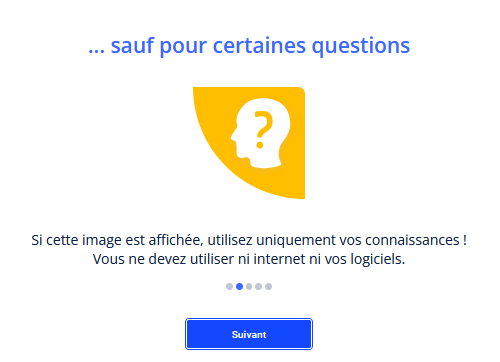 ... sauf pour certaines questions
?
Si cette image est affichée, utilisez uniquement vos connaissances !
Vous ne devez utiliser ni internet ni vos logiciels.
Suivant